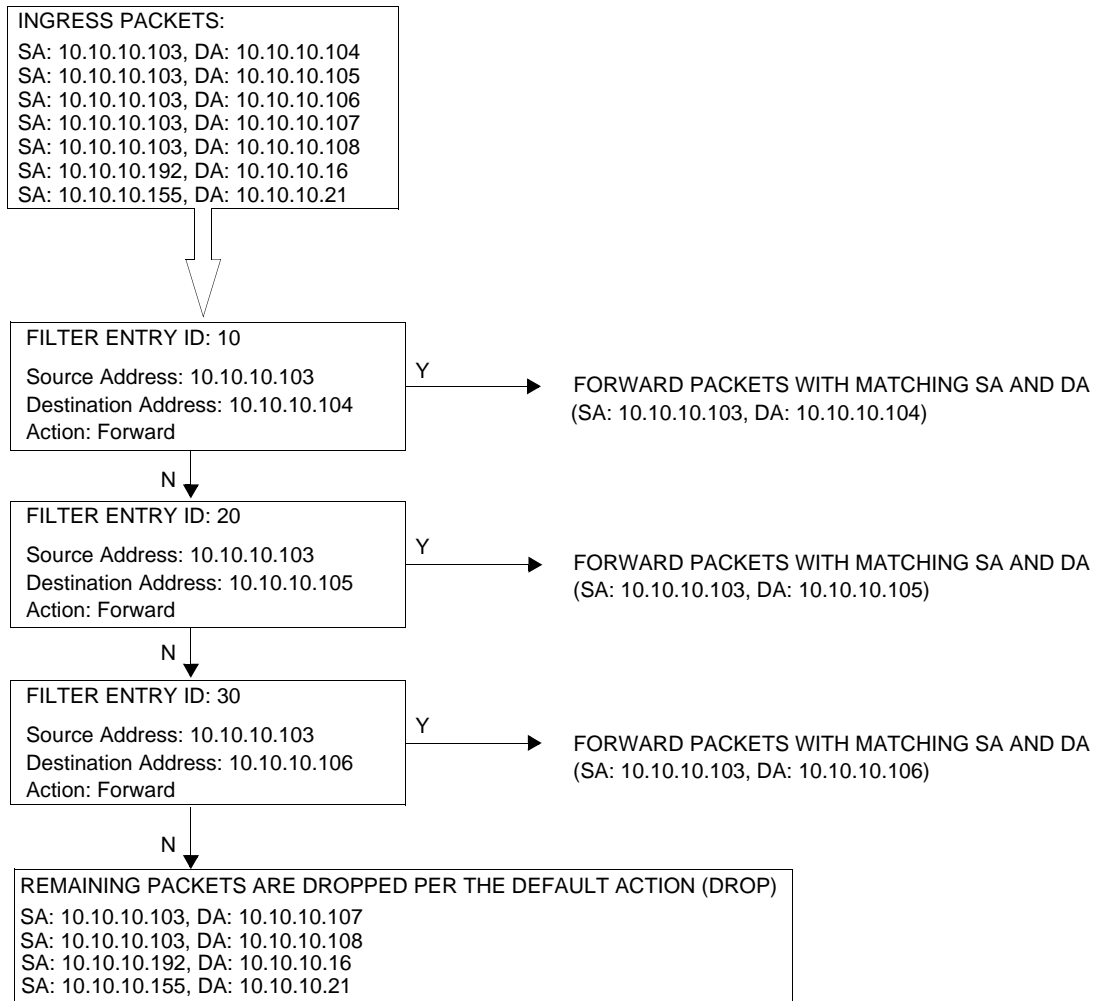 INGRESS PACKETS:
SA: 10.10.10.103, DA: 10.10.10.104
SA: 10.10.10.103, DA: 10.10.10.105
SA: 10.10.10.103, DA: 10.10.10.106
SA: 10.10.10.103, DA: 10.10.10.107
SA: 10.10.10.103, DA: 10.10.10.108
SA: 10.10.10.192, DA: 10.10.10.16
SA: 10.10.10.155, DA: 10.10.10.21
FILTER ENTRY ID: 10
Source Address: 10.10.10.103
Destination Address: 10.10.10.104
Action: Forward
Y
FORWARD PACKETS WITH MATCHING SA AND DA
(SA: 10.10.10.103, DA: 10.10.10.104)
N
FILTER ENTRY ID: 20
Source Address: 10.10.10.103
Destination Address: 10.10.10.105
Action: Forward
Y
FORWARD PACKETS WITH MATCHING SA AND DA
(SA: 10.10.10.103, DA: 10.10.10.105)
N
FILTER ENTRY ID: 30
Source Address: 10.10.10.103
Destination Address: 10.10.10.106
Action: Forward
Y
FORWARD PACKETS WITH MATCHING SA AND DA
(SA: 10.10.10.103, DA: 10.10.10.106)
N
REMAINING PACKETS ARE DROPPED PER THE DEFAULT ACTION (DROP)
SA: 10.10.10.103, DA: 10.10.10.107
SA: 10.10.10.103, DA: 10.10.10.108
SA: 10.10.10.192, DA: 10.10.10.16
SA: 10.10.10.155, DA: 10.10.10.21